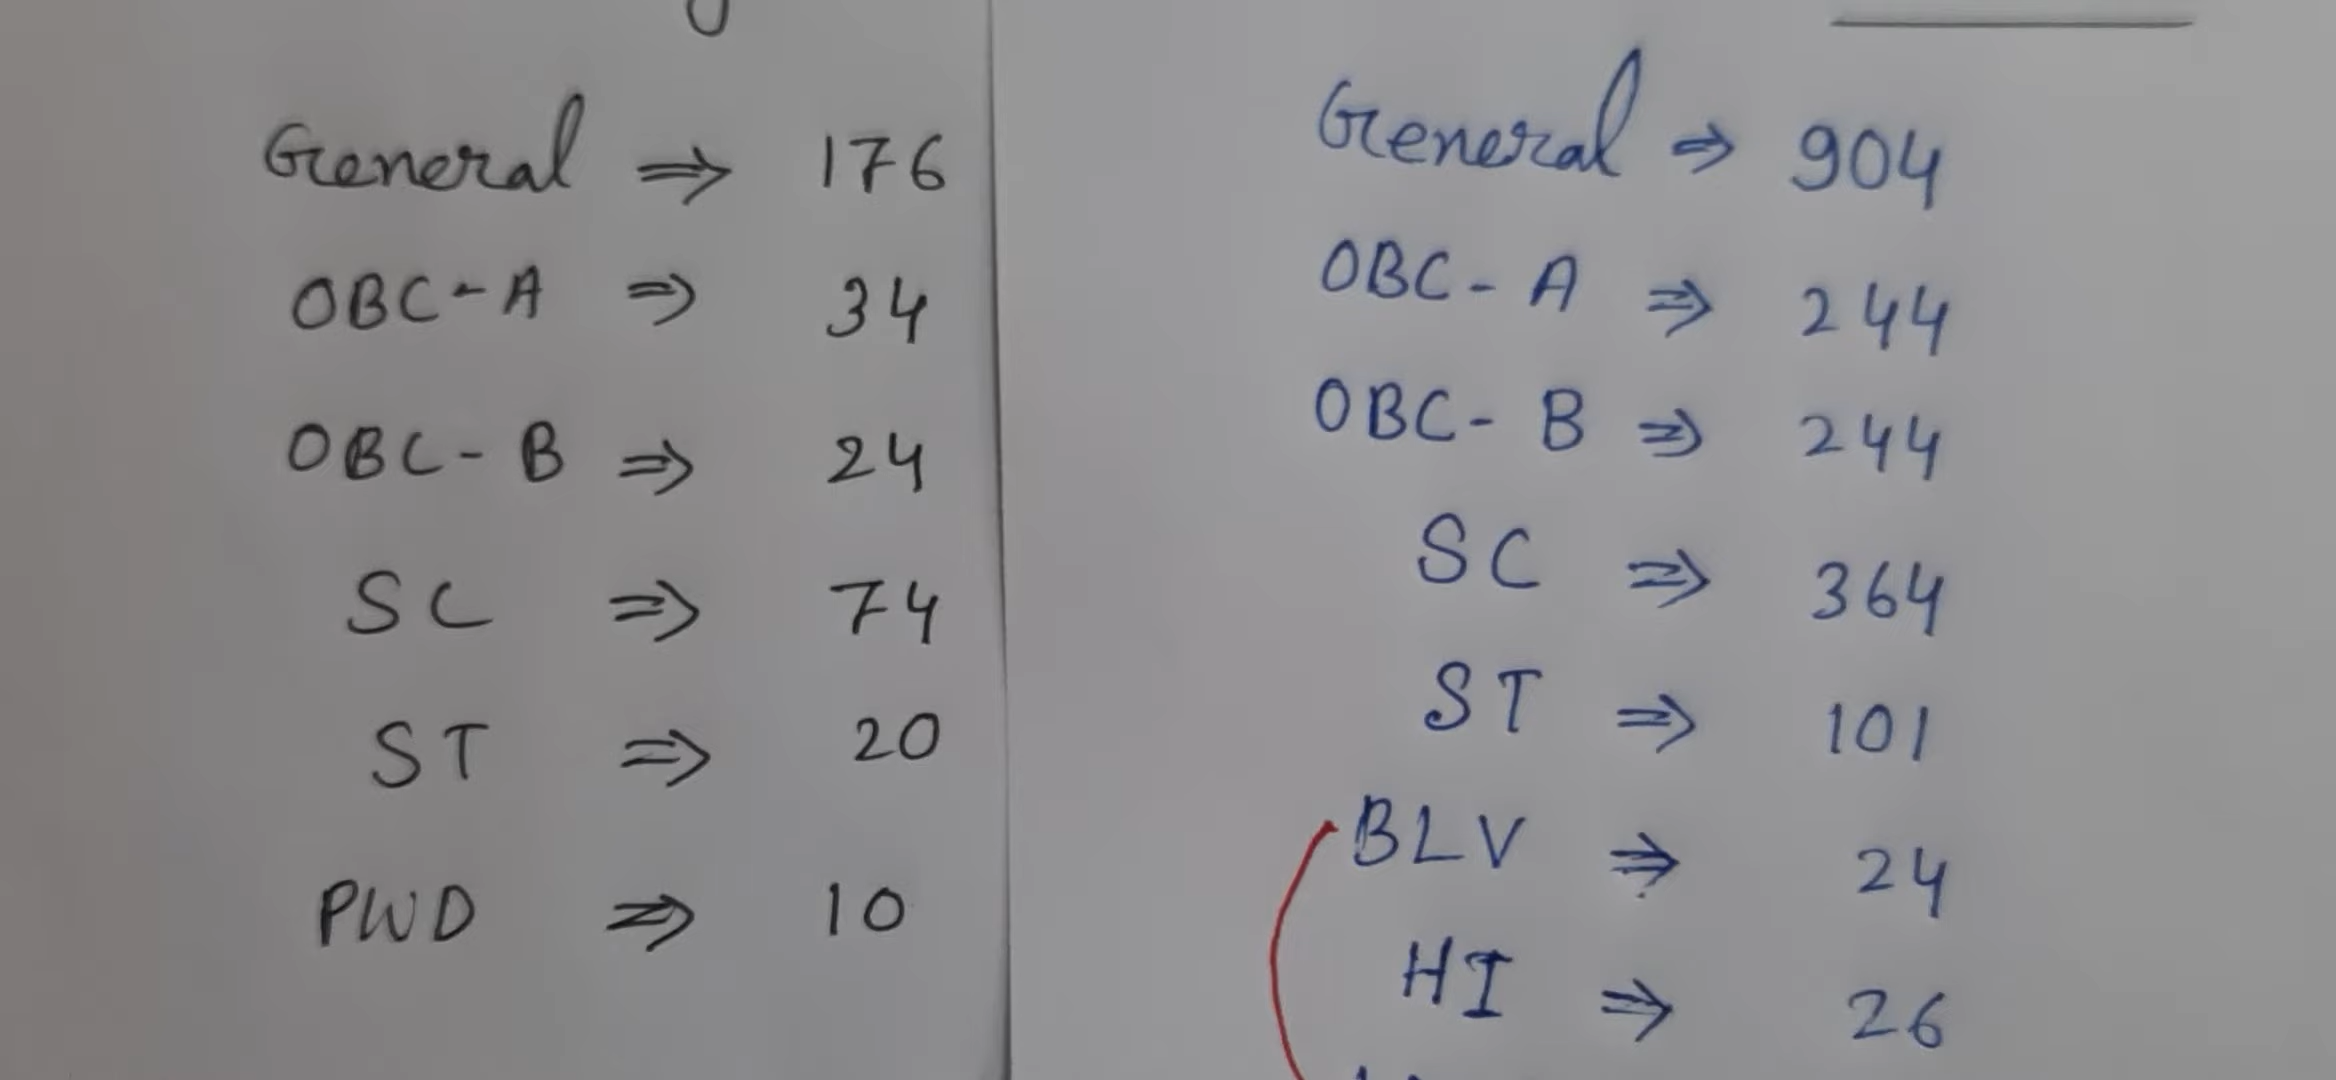 General ⇒ 176
OBC-A ⇒ 34
OBC-B ⇒ 24
SC ⇒ 74
ST ⇒ 20
PWD ⇒ 10
General ⇒ 904
OBC-A ⇒ 244
OBC-B ⇒ 244
SC ⇒ 364
ST ⇒ 101
BLV ⇒ 24
HI ⇒ 26